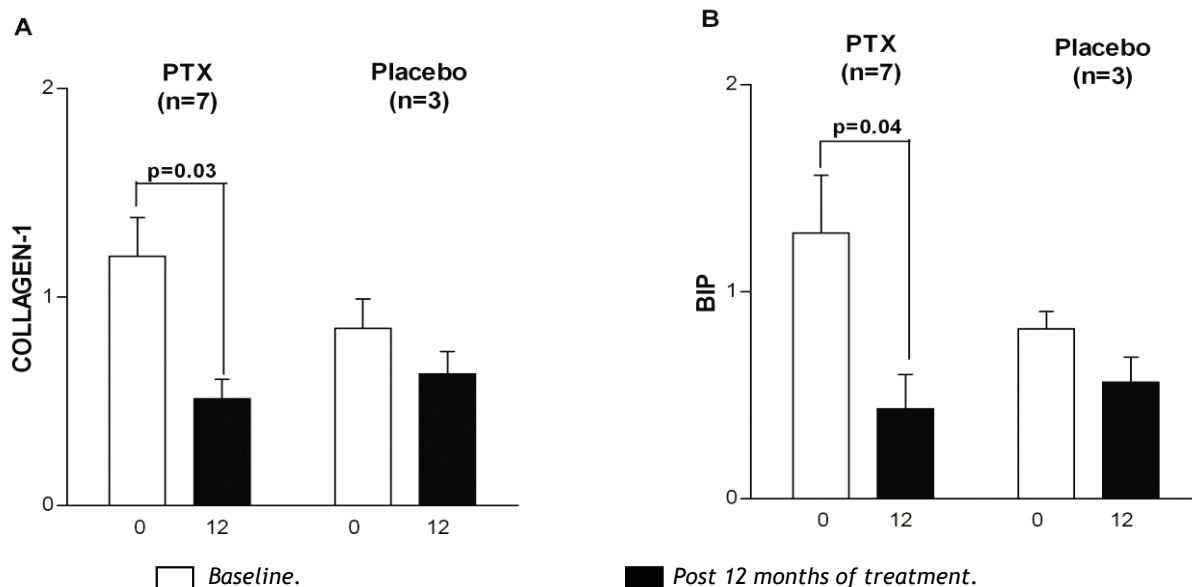 A
PTX
(n=7)
Placebo
(n=3)
2
p=0.03
1
0
COLLAGEN-1
0
12
0
12
B
PTX
(n=7)
Placebo
(n=3)
2
p=0.04
1
0
BIP
0
12
0
12
Baseline.
Post 12 months of treatment.